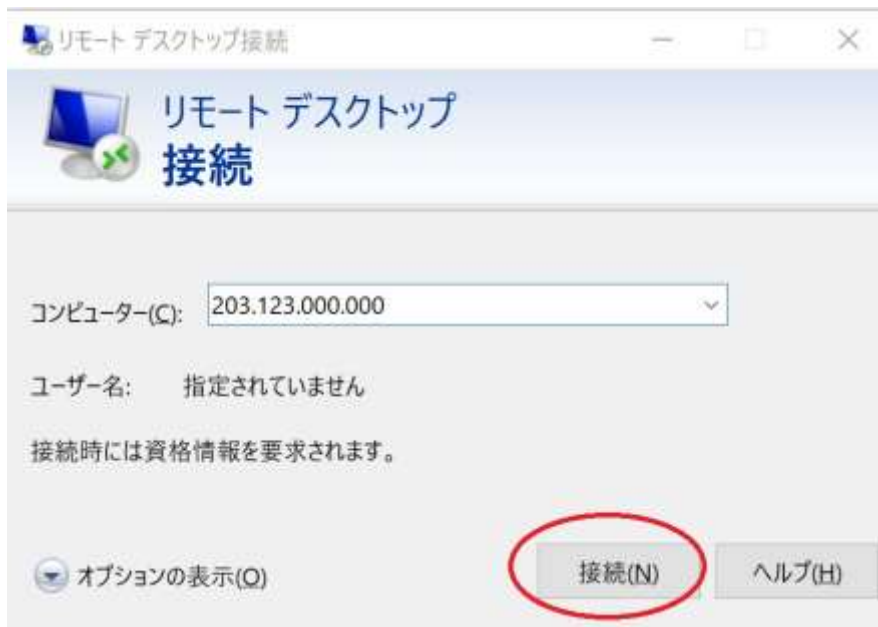 リモート デスクトップ接続
リモート デスクトップ
接続
コンピューター(C): 203.123.000.000
ユーザー名: 指定されていません
接続時には資格情報を要求されます。
オプションの表示(O) 接続(N) ヘルプ(H)